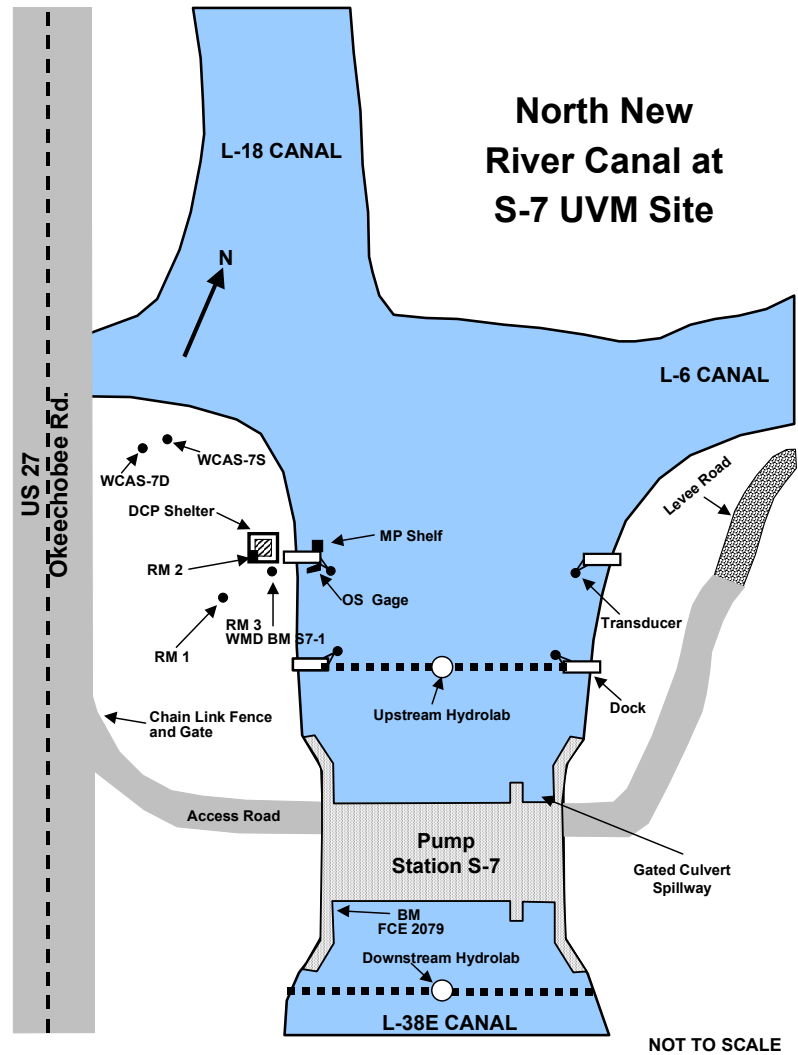 North New
River Canal at
S-7 UVM Site
L-18 CANAL
N
L-6 CANAL
US 27
Okeechobee Rd.
WCAS-7S
WCAS-7D
Levee Road
DCP Shelter
MP Shelf
RM 2
OS Gage
Transducer
RM 3
WMD BM S7-1
RM 1
Dock
Upstream Hydrolab
Chain Link Fence
and Gate
Access Road
Pump
Station S-7
Gated Culvert
Spillway
BM
FCE 2079
Downstream Hydrolab
L-38E CANAL
NOT TO SCALE